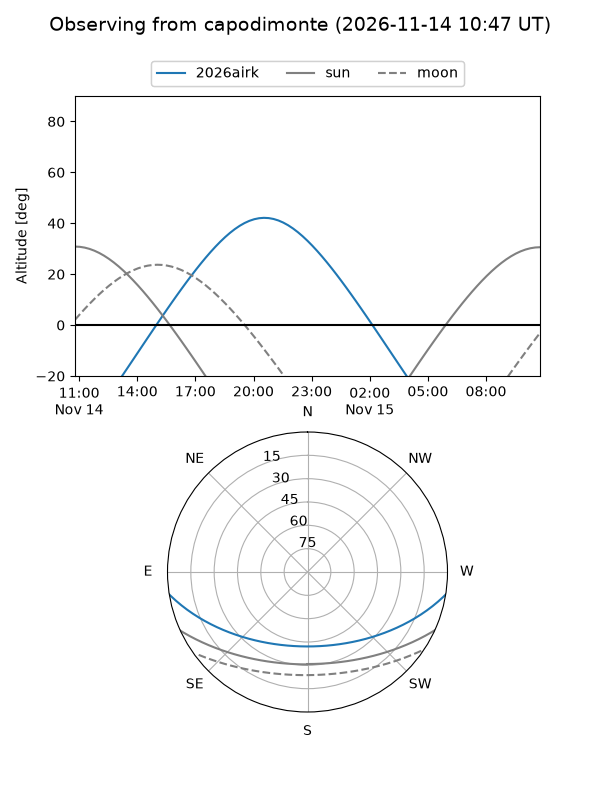 Observing from capodimonte (2026-11-14 10:47 UT)
2026airk sun moon
80
60
40
20
0
−20
Altitude [deg]
11:00 14:00 17:00 20:00 23:00 02:00 05:00 08:00
Nov 14 Nov 15
N
NE NW
15
30
45
60
75
E W
SE SW
S